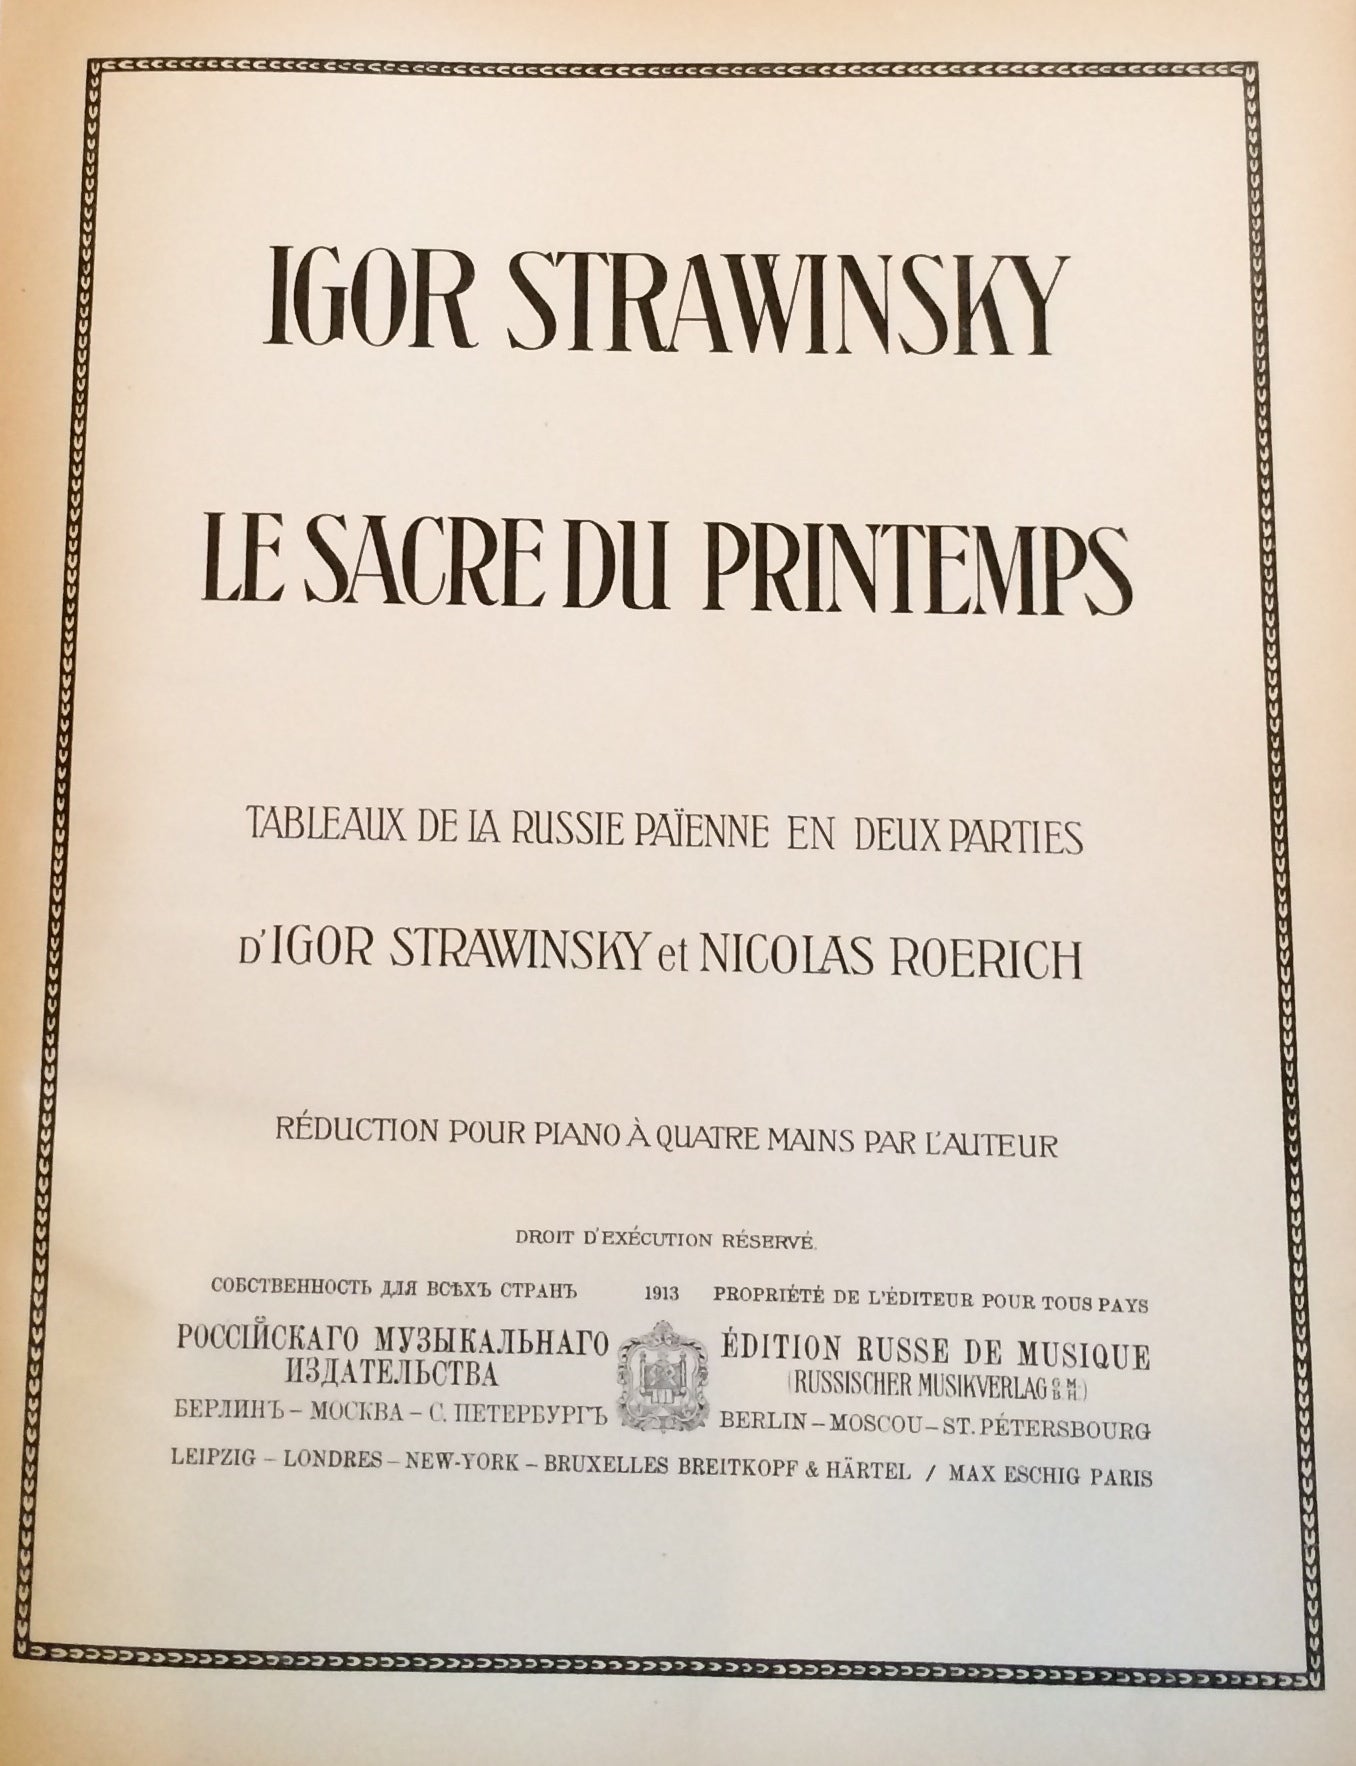 IGOR STRAWINSKY
LE SACRE DU PRINTEMPS
TABLEAUX DE LA RUSSIE PAÏENNE EN DEUX PARTIES
D'IGOR STRAWINSKY et NICOLAS ROERICH
RÉDUCTION POUR PIANO À QUATRE MAINS PAR L'AUTEUR
DROIT D'EXÉCUTION RÉSERVÉ.
СОБСТВЕННОСТЬ ДЛЯ ВСѢХЪ СТРАНЪ 1913 PROPRIÉTÉ DE L'ÉDITEUR POUR TOUS PAYS
РОССІЙСКАГО МУЗЫКАЛЬНАГО
ИЗДАТЕЛЬСТВА
БЕРЛИНЪ – МОСКВА – С. ПЕТЕРБУРГЪ
ÉDITION RUSSE DE MUSIQUE
(RUSSISCHER MUSIKVERLAG G.M.B.H.)
BERLIN – MOSCOU – ST. PÉTERSBOURG
LEIPZIG – LONDRES – NEW-YORK – BRUXELLES BREITKOPF & HÄRTEL / MAX ESCHIG PARIS